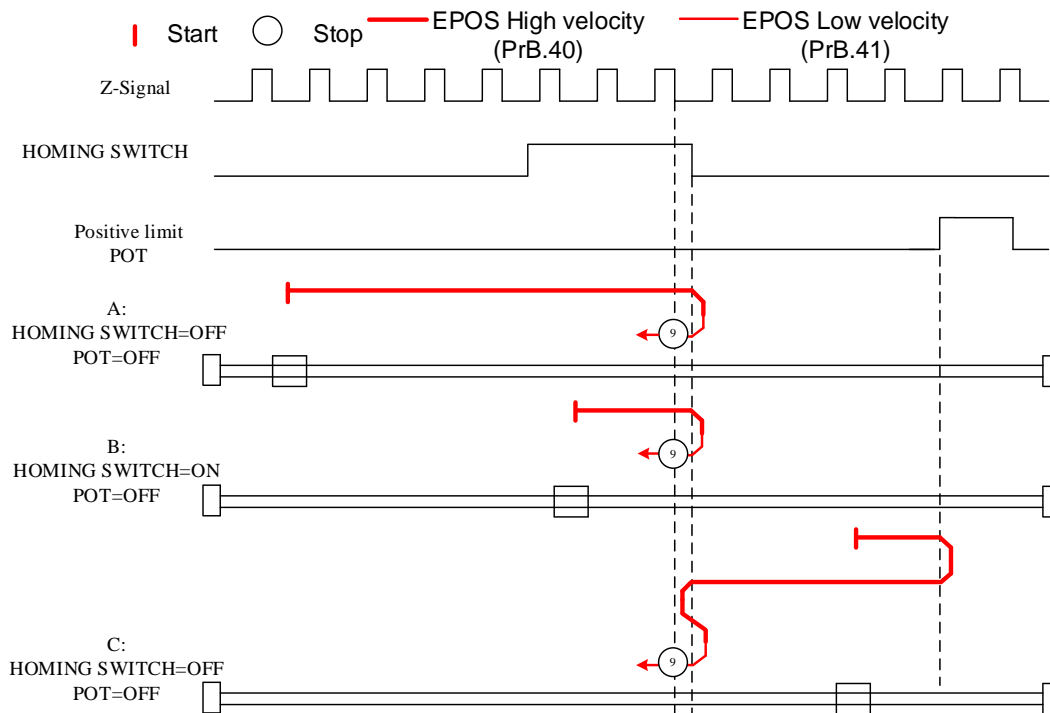 Start
Stop
EPOS High velocity
(PrB.40)
EPOS Low velocity
(PrB.41)
Z-Signal
HOMING SWITCH
Positive limit
POT
A:
HOMING SWITCH=OFF
POT=OFF
9
B:
HOMING SWITCH=ON
POT=OFF
9
C:
HOMING SWITCH=OFF
POT=OFF
9